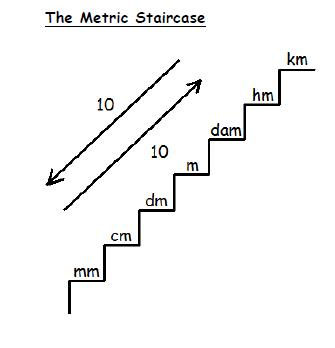 The Metric Staircase
km
hm
10
dam
10
m
dm
cm
mm